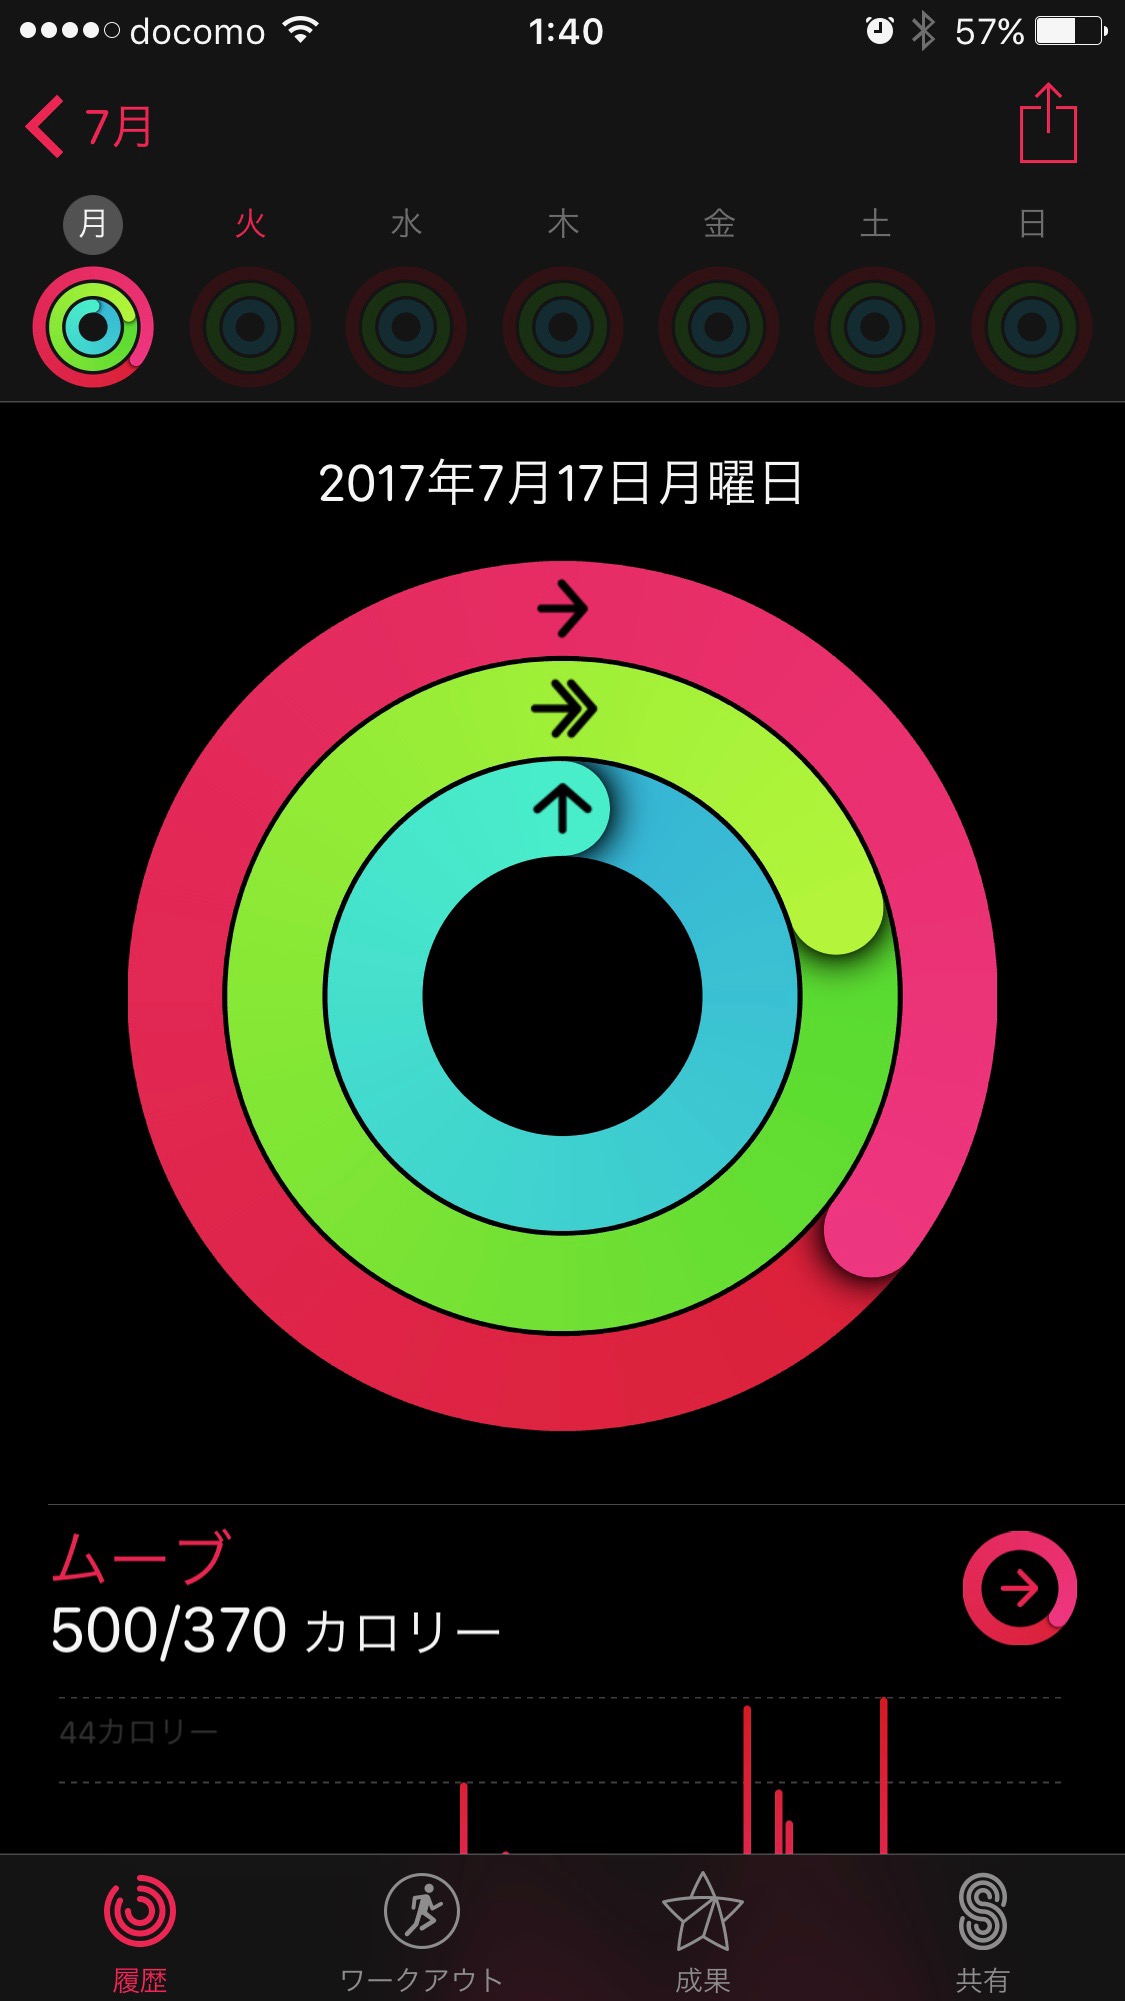 docomo 1:40 57%
7月
月 火 水 木 金 土 日
2017年7月17日月曜日
ムーブ
500/370 カロリー
44カロリー
履歴 ワークアウト 成果 共有